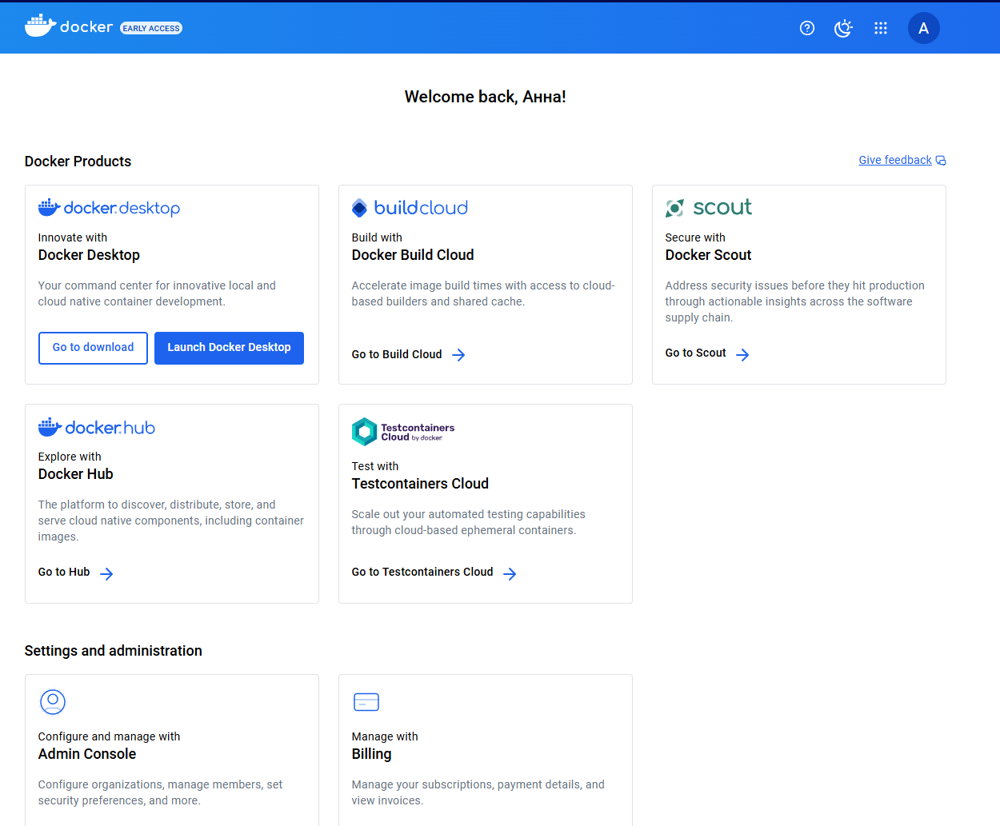 docker EARLY ACCESS
A
Welcome back, Анна!
Docker Products
Give feedback
docker.desktop
Innovate with
Docker Desktop
Your command center for innovative local and
cloud native container development.
Go to download
Launch Docker Desktop
buildcloud
Build with
Docker Build Cloud
Accelerate image build times with access to cloud-
based builders and shared cache.
Go to Build Cloud
scout
Secure with
Docker Scout
Address security issues before they hit production
through actionable insights across the software
supply chain.
Go to Scout
docker.hub
Explore with
Docker Hub
The platform to discover, distribute, store, and
serve cloud native components, including container
images.
Go to Hub
Testcontainers
Cloud by docker.
Test with
Testcontainers Cloud
Scale out your automated testing capabilities
through cloud-based ephemeral containers.
Go to Testcontainers Cloud
Settings and administration
Configure and manage with
Admin Console
Configure organizations, manage members, set
security preferences, and more.
Manage with
Billing
Manage your subscriptions, payment details, and
view invoices.